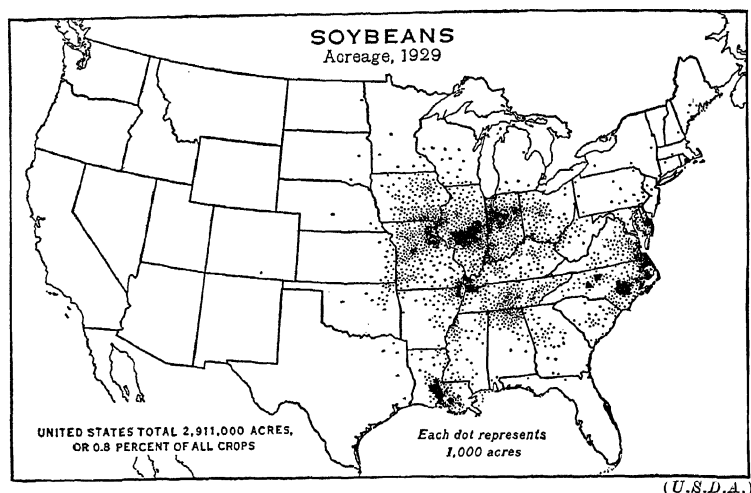 SOYBEANS
Acreage, 1929
UNITED STATES TOTAL 2,911,000 ACRES,
OR 0.8 PERCENT OF ALL CROPS
Each dot represents
1,000 acres
(U.S.D.A.)